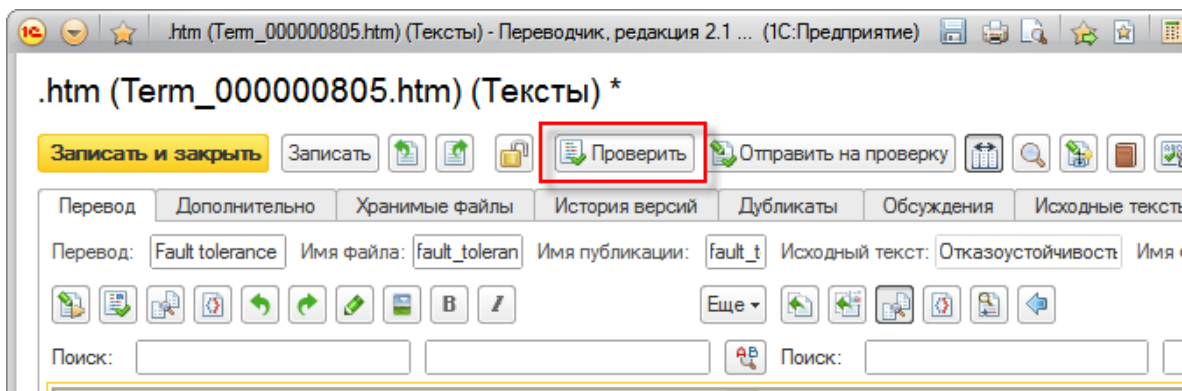 .htm (Term_000000805.htm) (Тексты) - Переводчик, редакция 2.1 ... (1С:Предприятие)
.htm (Term_000000805.htm) (Тексты) *
Записать и закрыть Записать Проверить Отправить на проверку
Перевод Дополнительно Хранимые файлы История версий Дубликаты Обсуждения Исходные тексты
Перевод: Fault tolerance Имя файла: fault_toleran Имя публикации: fault_t Исходный текст: Отказоустойчивость Имя
B I Еще
Поиск: Поиск: